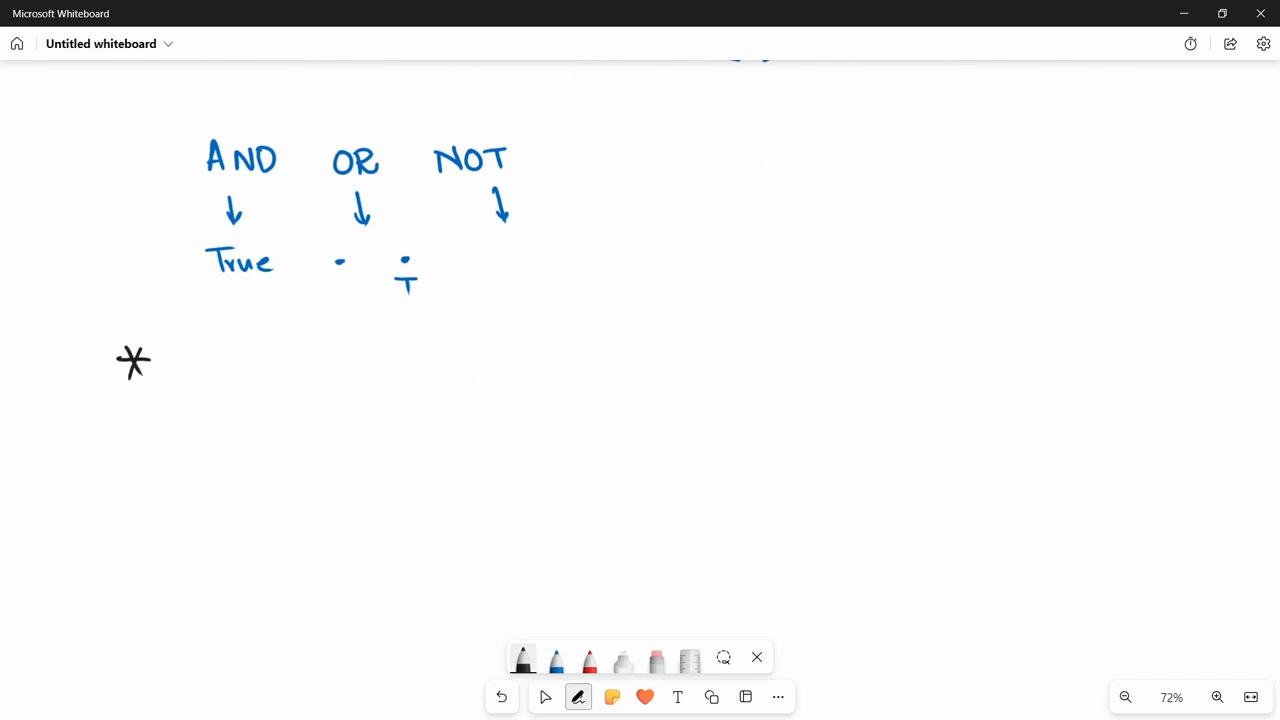 Microsoft Whiteboard
Untitled whiteboard
AND OR NOT
True
T
*
T
72%